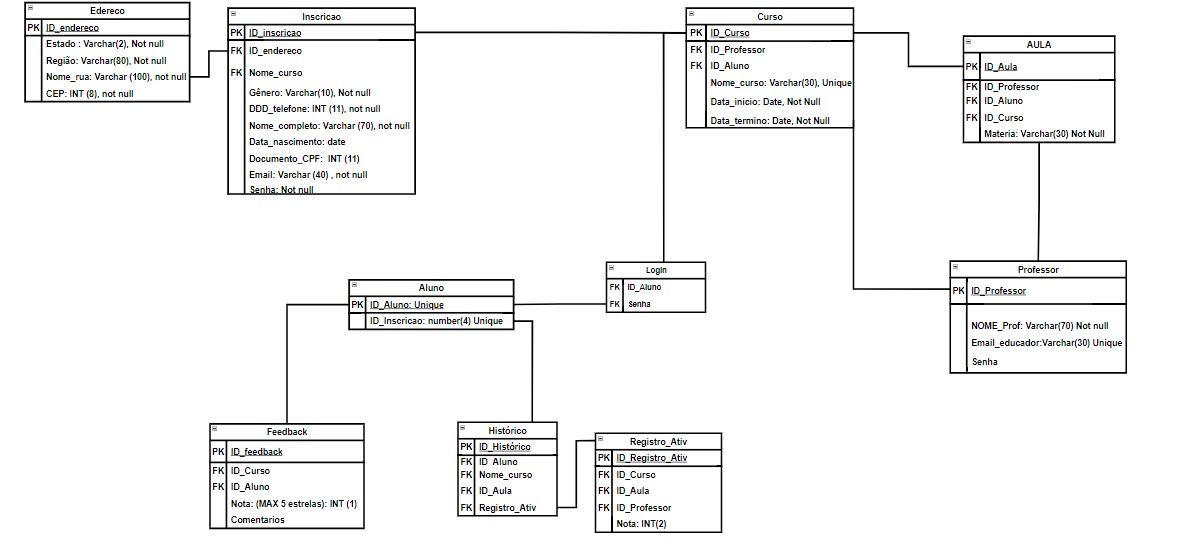 Edereco
PK ID_endereco
Estado : Varchar(2), Not null
Região: Varchar(80), Not null
Nome_rua: Varchar (100), not null
CEP: INT (8), not null
Inscricao
PK ID_inscricao
FK ID_endereco
FK Nome_curso
Gênero: Varchar(10), Not null
DDD_telefone: INT (11), not null
Nome_completo: Varchar (70), not null
Data_nascimento: date
Documento_CPF: INT (11)
Email: Varchar (40) , not null
Senha: Not null
Curso
PK ID_Curso
FK ID_Professor
FK ID_Aluno
Nome_curso: Varchar(30), Unique
Data_inicio: Date, Not Null
Data_termino: Date, Not Null
AULA
PK ID_Aula
FK ID_Professor
FK ID_Aluno
FK ID_Curso
Materia: Varchar(30) Not Null
Login
FK ID_Aluno
FK Senha
Aluno
PK ID_Aluno: Unique
ID_Inscricao: number(4) Unique
Professor
PK ID_Professor
NOME_Prof: Varchar(70) Not null
Email_educador:Varchar(30) Unique
Senha
Feedback
PK ID_feedback
FK ID_Curso
FK ID_Aluno
Nota: (MAX 5 estrelas): INT (1)
Comentarios
Histórico
PK ID_Histórico
FK ID_Aluno
FK Nome_curso
FK ID_Aula
FK Registro_Ativ
Registro_Ativ
PK ID_Registro_Ativ
FK ID_Curso
FK ID_Aula
FK ID_Professor
Nota: INT(2)